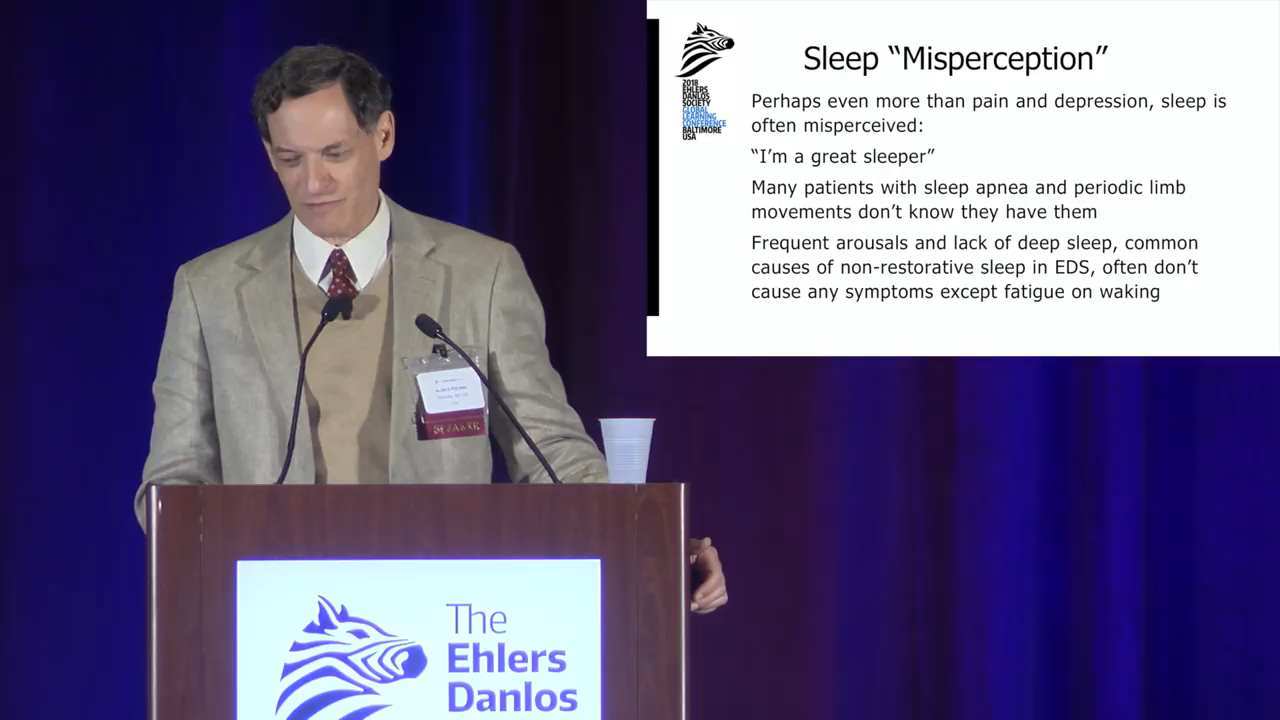 Sleep “Misperception”
2018
EHLERS
DANLOS
SOCIETY
GLOBAL
LEARNING
CONFERENCE
BALTIMORE
USA
Perhaps even more than pain and depression, sleep is
often misperceived:
“I’m a great sleeper”
Many patients with sleep apnea and periodic limb
movements don’t know they have them
Frequent arousals and lack of deep sleep, common
causes of non-restorative sleep in EDS, often don’t
cause any symptoms except fatigue on waking
SPEAKER
The
Ehlers
Danlos